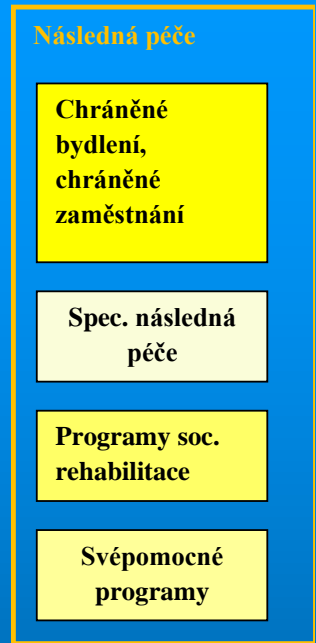 Následná péče
Chráněné
bydlení,
chráněné
zaměstnání
Spec. následná
péče
Programy soc.
rehabilitace
Svépomocné
programy